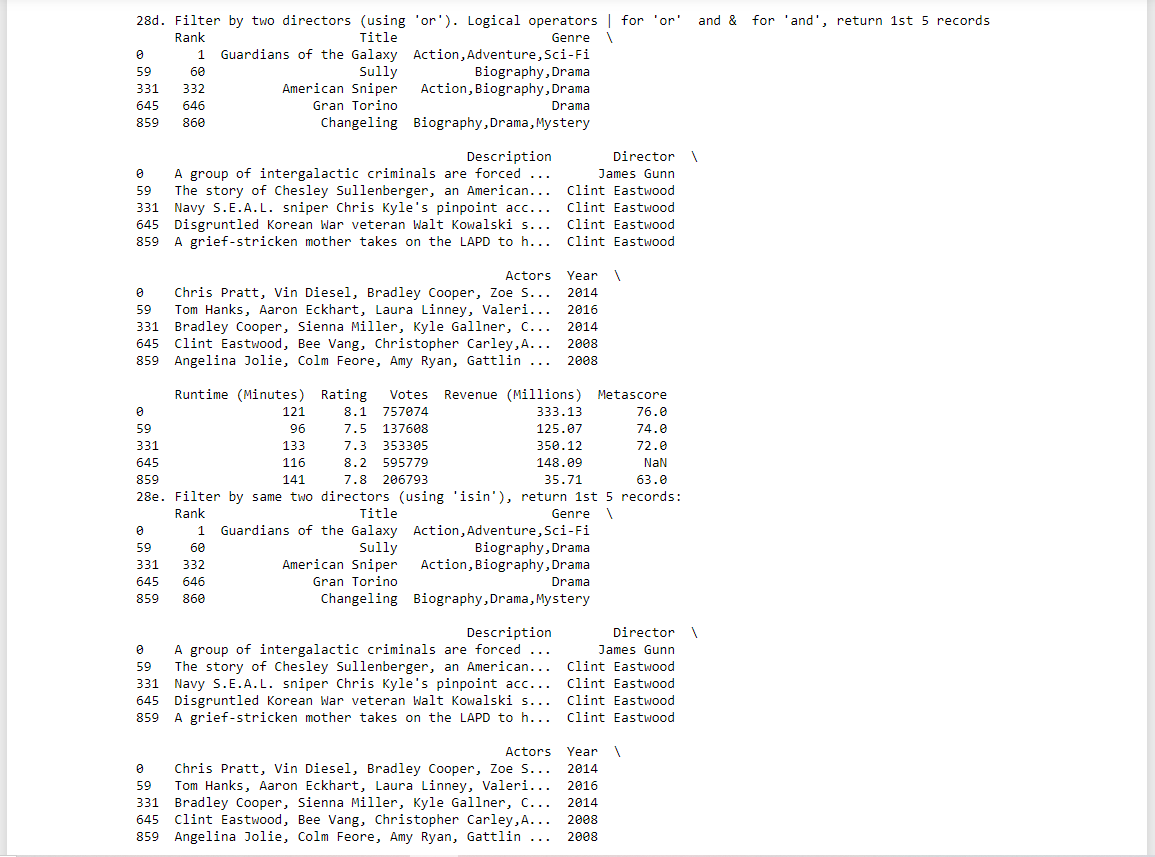 28d. Filter by two directors (using 'or'). Logical operators | for 'or'  and &  for 'and', return 1st 5 records
     Rank                    Title                     Genre  \
0       1  Guardians of the Galaxy  Action,Adventure,Sci-Fi
59     60                    Sully          Biography,Drama
331   332          American Sniper   Action,Biography,Drama
645   646              Gran Torino                    Drama
859   860               Changeling  Biography,Drama,Mystery

                                           Description        Director  \
0    A group of intergalactic criminals are forced ...      James Gunn
59   The story of Chesley Sullenberger, an American...  Clint Eastwood
331  Navy S.E.A.L. sniper Chris Kyle's pinpoint acc...  Clint Eastwood
645  Disgruntled Korean War veteran Walt Kowalski s...  Clint Eastwood
859  A grief-stricken mother takes on the LAPD to h...  Clint Eastwood

                                                Actors  Year  \
0    Chris Pratt, Vin Diesel, Bradley Cooper, Zoe S...  2014
59   Tom Hanks, Aaron Eckhart, Laura Linney, Valeri...  2016
331  Bradley Cooper, Sienna Miller, Kyle Gallner, C...  2014
645  Clint Eastwood, Bee Vang, Christopher Carley,A...  2008
859  Angelina Jolie, Colm Feore, Amy Ryan, Gattlin ...  2008

     Runtime (Minutes)  Rating   Votes  Revenue (Millions)  Metascore
0                  121     8.1  757074              333.13       76.0
59                  96     7.5  137608              125.07       74.0
331                133     7.3  353305              350.12       72.0
645                116     8.2  595779              148.09        NaN
859                141     7.8  206793               35.71       63.0
28e. Filter by same two directors (using 'isin'), return 1st 5 records:
     Rank                    Title                     Genre  \
0       1  Guardians of the Galaxy  Action,Adventure,Sci-Fi
59     60                    Sully          Biography,Drama
331   332          American Sniper   Action,Biography,Drama
645   646              Gran Torino                    Drama
859   860               Changeling  Biography,Drama,Mystery

                                           Description        Director  \
0    A group of intergalactic criminals are forced ...      James Gunn
59   The story of Chesley Sullenberger, an American...  Clint Eastwood
331  Navy S.E.A.L. sniper Chris Kyle's pinpoint acc...  Clint Eastwood
645  Disgruntled Korean War veteran Walt Kowalski s...  Clint Eastwood
859  A grief-stricken mother takes on the LAPD to h...  Clint Eastwood

                                                Actors  Year  \
0    Chris Pratt, Vin Diesel, Bradley Cooper, Zoe S...  2014
59   Tom Hanks, Aaron Eckhart, Laura Linney, Valeri...  2016
331  Bradley Cooper, Sienna Miller, Kyle Gallner, C...  2014
645  Clint Eastwood, Bee Vang, Christopher Carley,A...  2008
859  Angelina Jolie, Colm Feore, Amy Ryan, Gattlin ...  2008